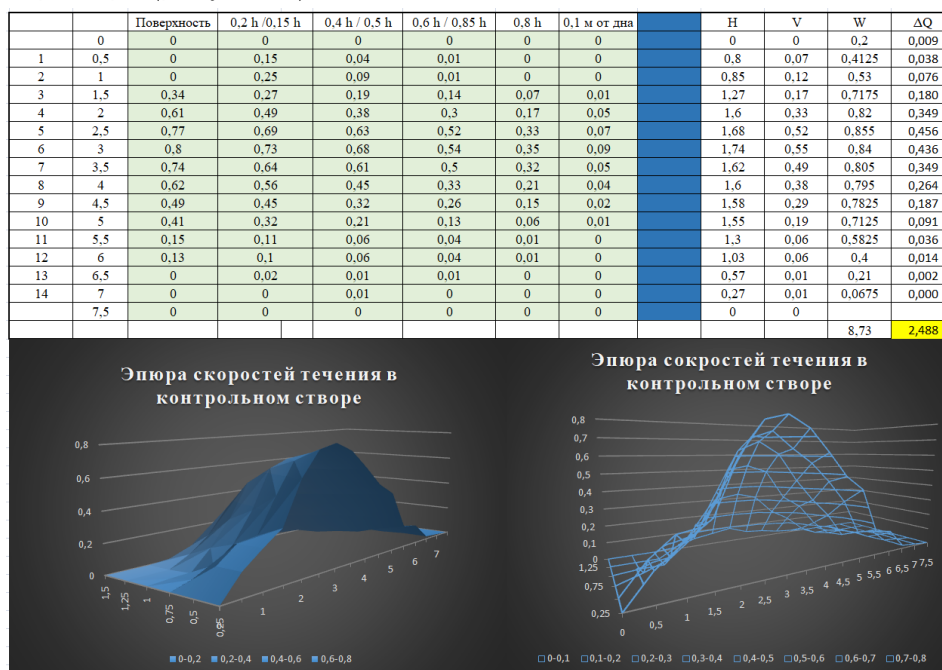 Поверхность 0,2 h /0,15 h 0,4 h / 0,5 h 0,6 h / 0,85 h 0,8 h 0,1 м от дна H V W ΔQ
0 0 0 0 0 0 0 0 0 0,2 0,009
1 0,5 0 0,15 0,04 0,01 0 0 0,8 0,07 0,4125 0,038
2 1 0 0,25 0,09 0,01 0 0 0,85 0,12 0,53 0,076
3 1,5 0,34 0,27 0,19 0,14 0,07 0,01 1,27 0,17 0,7175 0,180
4 2 0,61 0,49 0,38 0,3 0,17 0,05 1,6 0,33 0,82 0,349
5 2,5 0,77 0,69 0,63 0,52 0,33 0,07 1,68 0,52 0,855 0,456
6 3 0,8 0,73 0,68 0,54 0,35 0,09 1,74 0,55 0,84 0,436
7 3,5 0,74 0,64 0,61 0,5 0,32 0,05 1,62 0,49 0,805 0,349
8 4 0,62 0,56 0,45 0,33 0,21 0,04 1,6 0,38 0,795 0,264
9 4,5 0,49 0,45 0,32 0,26 0,15 0,02 1,58 0,29 0,7825 0,187
10 5 0,41 0,32 0,21 0,13 0,06 0,01 1,55 0,19 0,7125 0,091
11 5,5 0,15 0,11 0,06 0,04 0,01 0 1,3 0,06 0,5825 0,036
12 6 0,13 0,1 0,06 0,04 0,01 0 1,03 0,06 0,4 0,014
13 6,5 0 0,02 0,01 0,01 0 0 0,57 0,01 0,21 0,002
14 7 0 0 0,01 0 0 0 0,27 0,01 0,0675 0,000
7,5 0 0 0 0 0 0 0 0
8,73 2,488
Эпюра скоростей течения в
контрольном створе
0,8
0,6
0,4
0,2
0
1,5 1,25 1 0,75 0,5 0,25
1 2 3 4 5 6 7
0-0,2 0,2-0,4 0,4-0,6 0,6-0,8
Эпюра сокростей течения в
контрольном створе
0,8
0,7
0,6
0,5
0,4
0,3
0,2
0,1
0
1,25
0,75
0,25
0 0,5 1 1,5 2 2,5 3 3,5 4 4,5 5 5,5 6 6,5 7 7,5
0-0,1 0,1-0,2 0,2-0,3 0,3-0,4 0,4-0,5 0,5-0,6 0,6-0,7 0,7-0,8